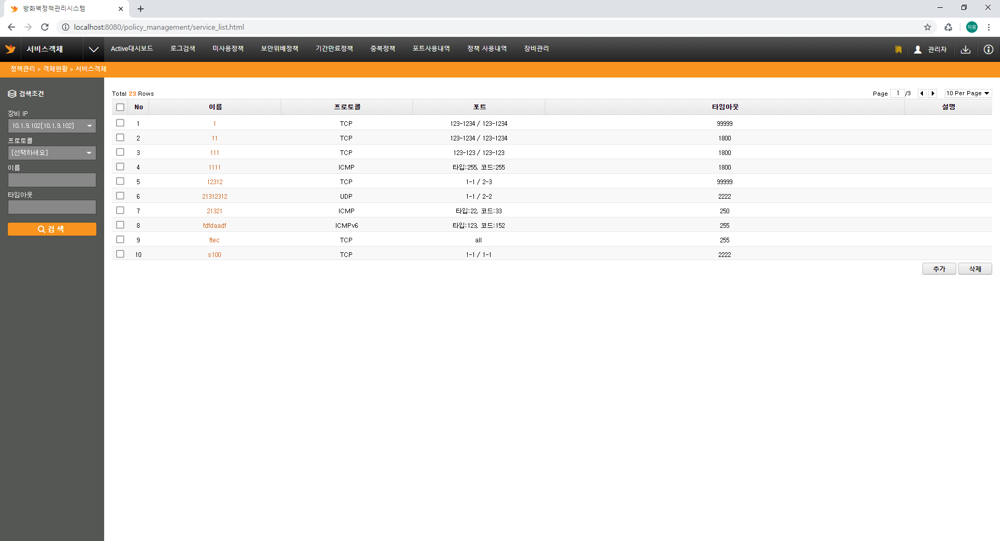 방화벽정책관리시스템
localhost:8080/policy_management/service_list.html
지웅
서비스객체 Active대시보드 로그검색 미사용정책 보안위배정책 기간만료정책 중복정책 포트사용내역 정책 사용내역 장비관리 관리자
정책관리 > 객체현황 > 서비스객체
검색조건
장비 IP
10.1.9.102[10.1.9.102]
프로토콜
[선택하세요]
이름
타임아웃
검 색
Total 23 Rows Page 1 /3 10 Per Page
No 이름 프로토콜 포트 타임아웃 설명
1 1 TCP 123-1234 / 123-1234 99999
2 11 TCP 123-1234 / 123-1234 1800
3 111 TCP 123-123 / 123-123 1800
4 1111 ICMP 타입:255, 코드:255 1800
5 12312 TCP 1-1 / 2-3 99999
6 21312312 UDP 1-1 / 2-2 2222
7 21321 ICMP 타입:22, 코드:33 250
8 fdfdaadf ICMPv6 타입:123, 코드:152 255
9 ftec TCP all 255
10 s100 TCP 1-1 / 1-1 2222
추가 삭제